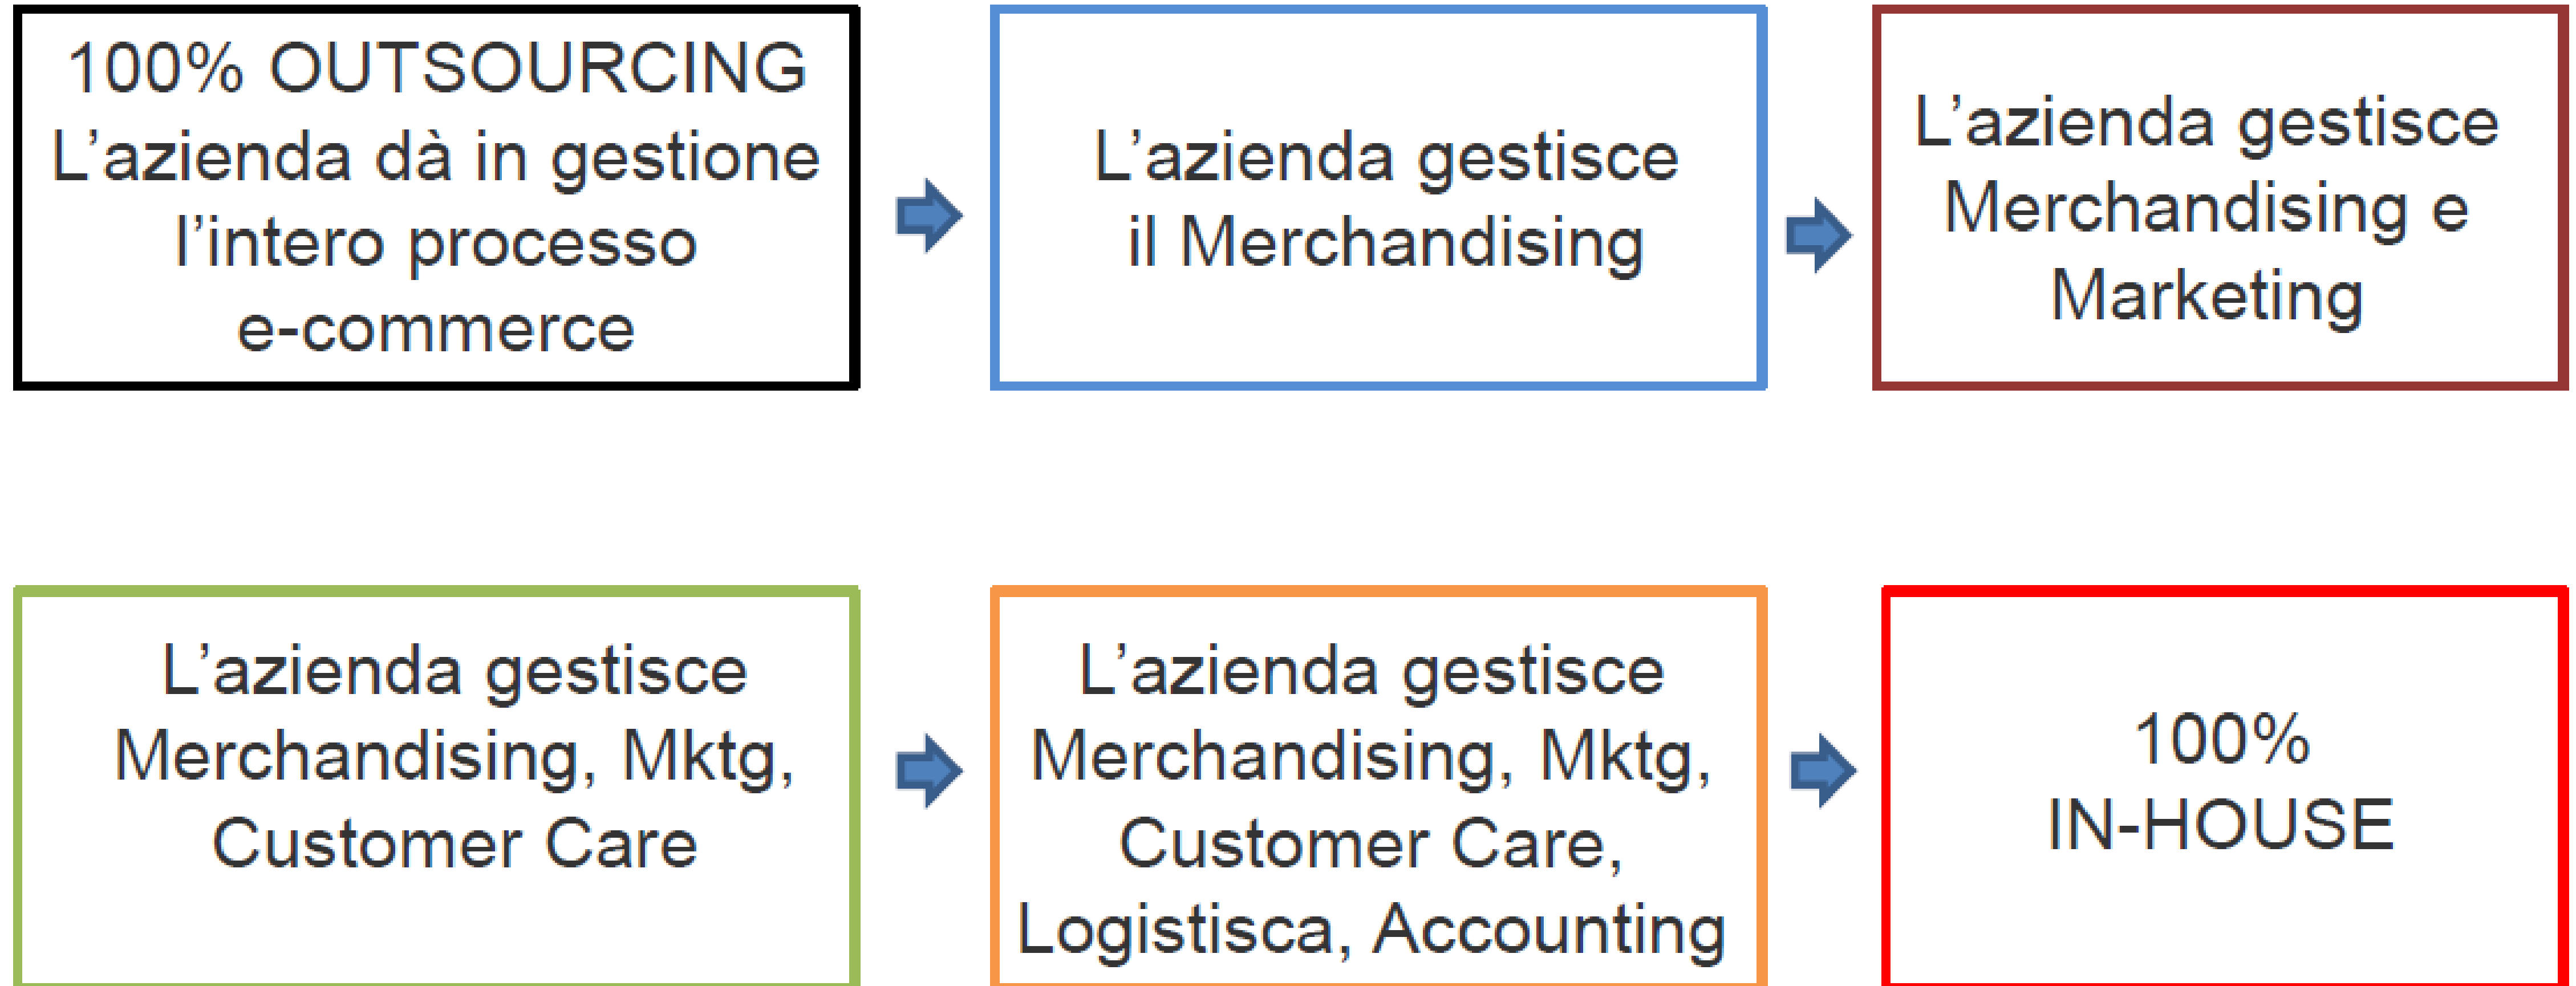 100% OUTSOURCING
L’azienda dà in gestione
l’intero processo
e-commerce
L’azienda gestisce
il Merchandising
L’azienda gestisce
Merchandising e
Marketing
L’azienda gestisce
Merchandising, Mktg,
Customer Care
L’azienda gestisce
Merchandising, Mktg,
Customer Care,
Logistisca, Accounting
100%
IN-HOUSE